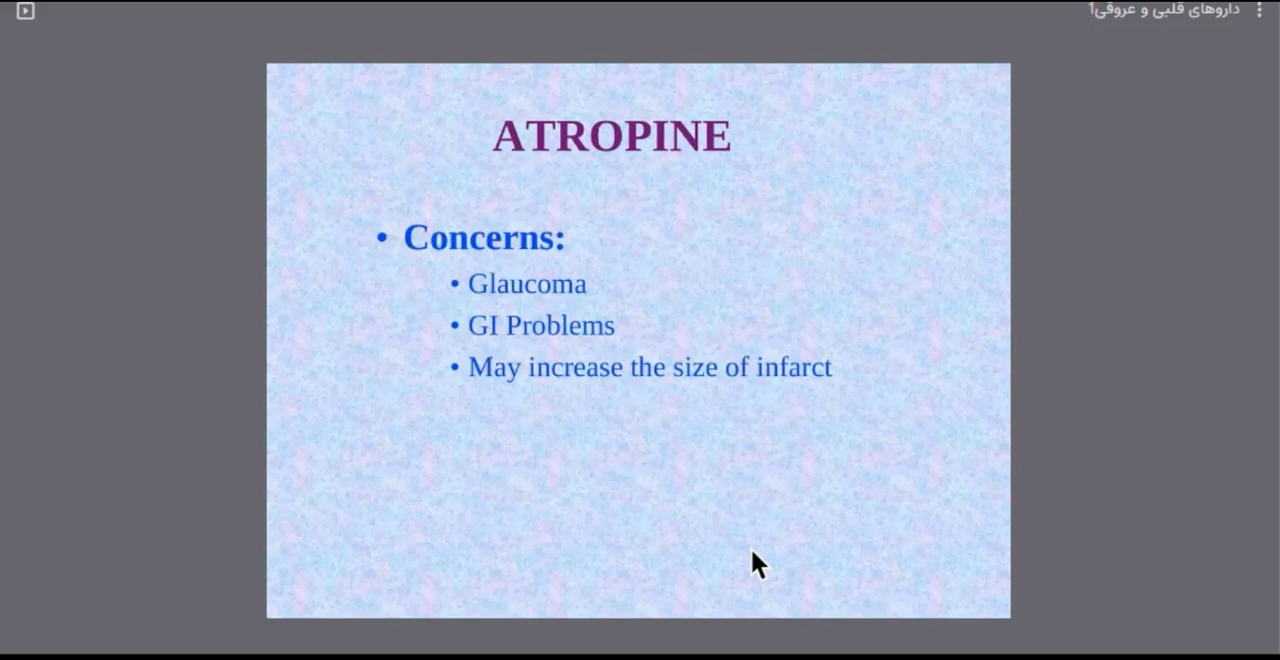 داروهای قلبی و عروقی1
ATROPINE
• Concerns:
• Glaucoma
• GI Problems
• May increase the size of infarct